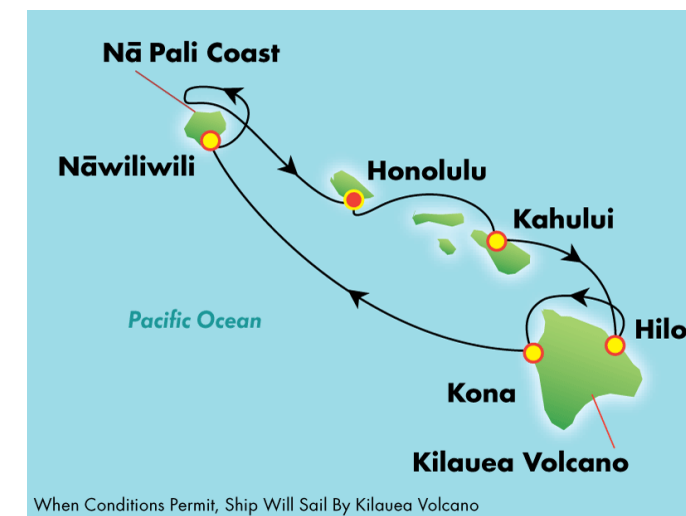 Nā Pali Coast
Nāwiliwili
Honolulu
Kahului
Pacific Ocean
Hilo
Kona
Kilauea Volcano
When Conditions Permit, Ship Will Sail By Kilauea Volcano